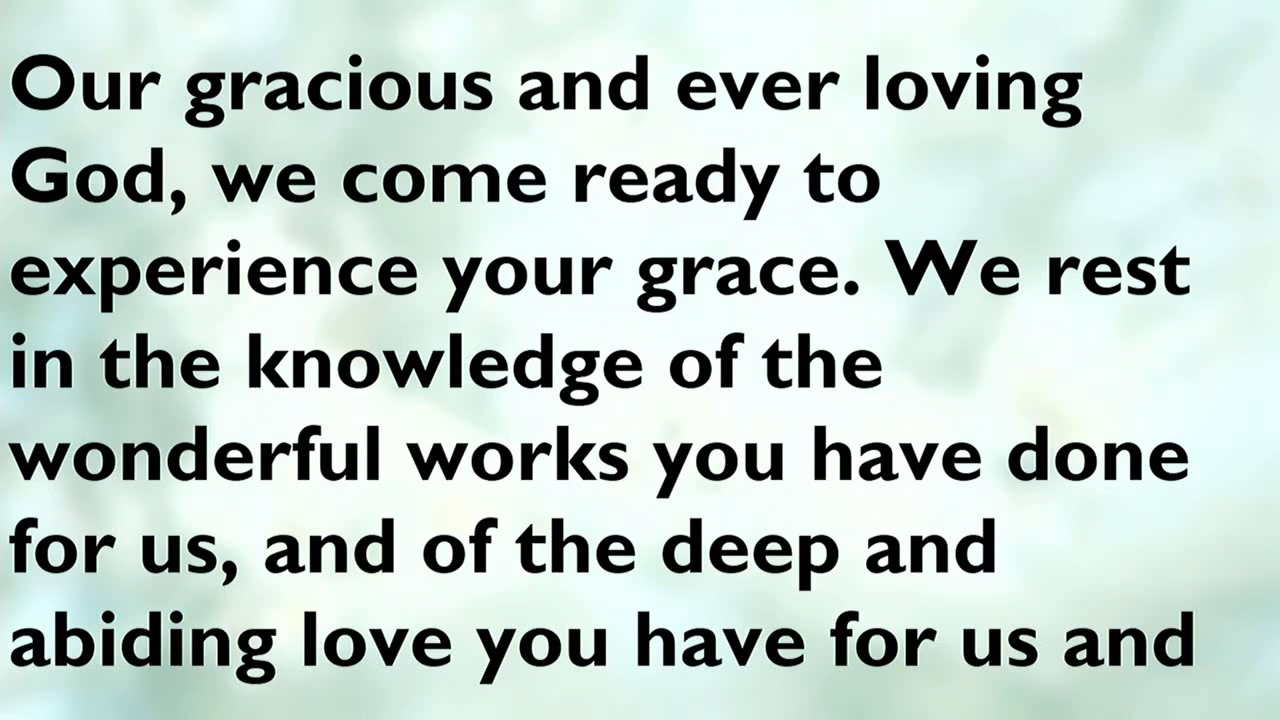 Our gracious and ever loving
God, we come ready to
experience your grace. We rest
in the knowledge of the
wonderful works you have done
for us, and of the deep and
abiding love you have for us and